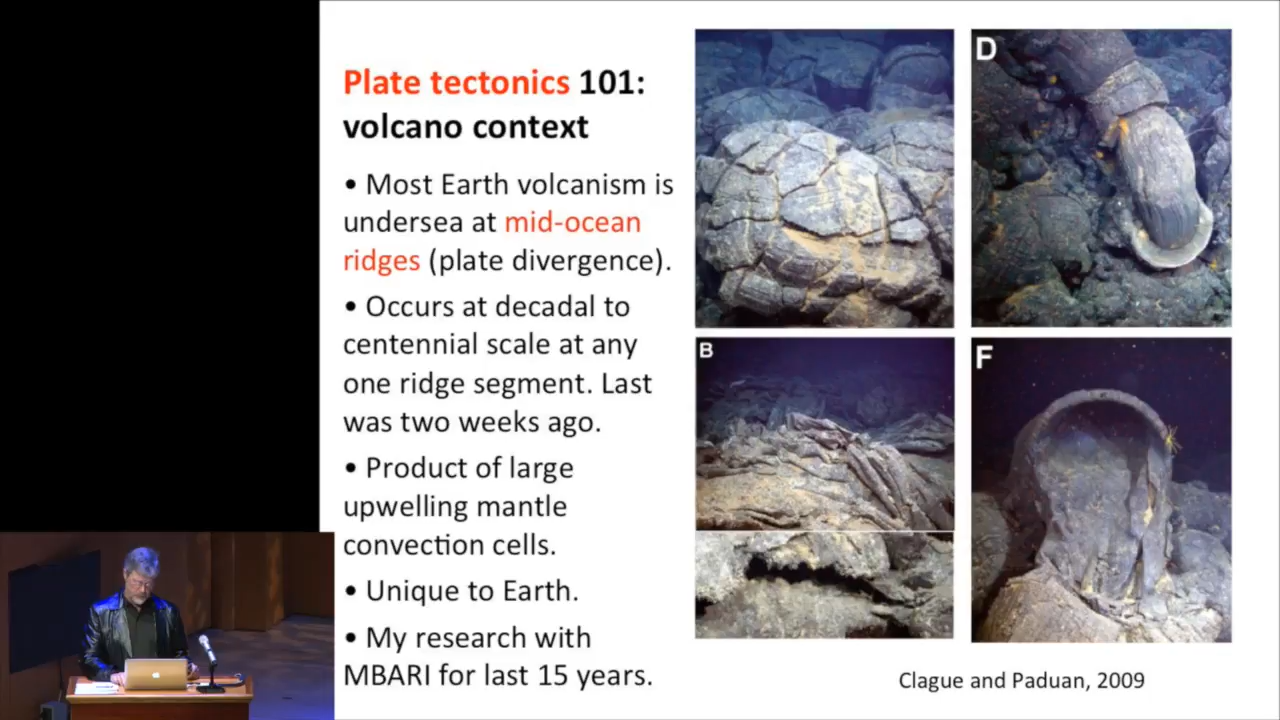 Plate tectonics 101:
volcano context
• Most Earth volcanism is
undersea at mid-ocean
ridges (plate divergence).
• Occurs at decadal to
centennial scale at any
one ridge segment. Last
was two weeks ago.
• Product of large
upwelling mantle
convection cells.
• Unique to Earth.
• My research with
MBARI for last 15 years.
D
B
F
Clague and Paduan, 2009